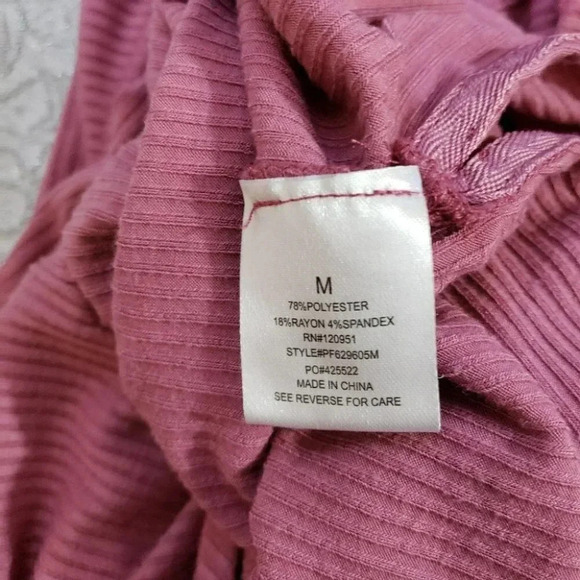 M
78%POLYESTER
18%RAYON 4%SPANDEX
RN#120951
STYLE#PF629605M
PO#425522
MADE IN CHINA
SEE REVERSE FOR CARE